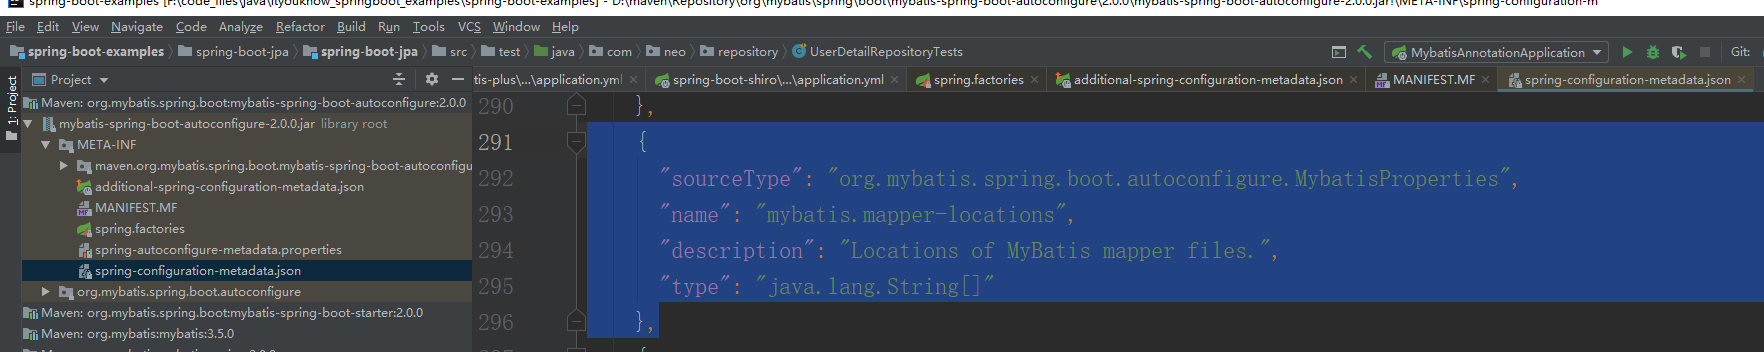 spring-boot-examples [F:\code_files\java\ityouknow_springboot_examples\spring-boot-examples] - D:\maven\Repository\org\mybatis\spring\boot\mybatis-spring-boot-autoconfigure\2.0.0\mybatis-spring-boot-autoconfigure-2.0.0.jar!\META-INF\spring-configuration-m
File Edit View Navigate Code Analyze Refactor Build Run Tools VCS Window Help
spring-boot-examples spring-boot-jpa spring-boot-jpa src test java com neo repository UserDetailRepositoryTests MybatisAnnotationApplication Git:
1: Project
Project
tis-plus\...\application.yml spring-boot-shiro\...\application.yml spring.factories additional-spring-configuration-metadata.json MANIFEST.MF spring-configuration-metadata.json
Maven: org.mybatis.spring.boot:mybatis-spring-boot-autoconfigure:2.0.0
mybatis-spring-boot-autoconfigure-2.0.0.jar library root
META-INF
maven.org.mybatis.spring.boot.mybatis-spring-boot-autoconfigu
additional-spring-configuration-metadata.json
MANIFEST.MF
spring.factories
spring-autoconfigure-metadata.properties
spring-configuration-metadata.json
org.mybatis.spring.boot.autoconfigure
Maven: org.mybatis.spring.boot:mybatis-spring-boot-starter:2.0.0
Maven: org.mybatis:mybatis:3.5.0
290 },
291 {
292 "sourceType": "org.mybatis.spring.boot.autoconfigure.MybatisProperties",
293 "name": "mybatis.mapper-locations",
294 "description": "Locations of MyBatis mapper files.",
295 "type": "java.lang.String[]"
296 },